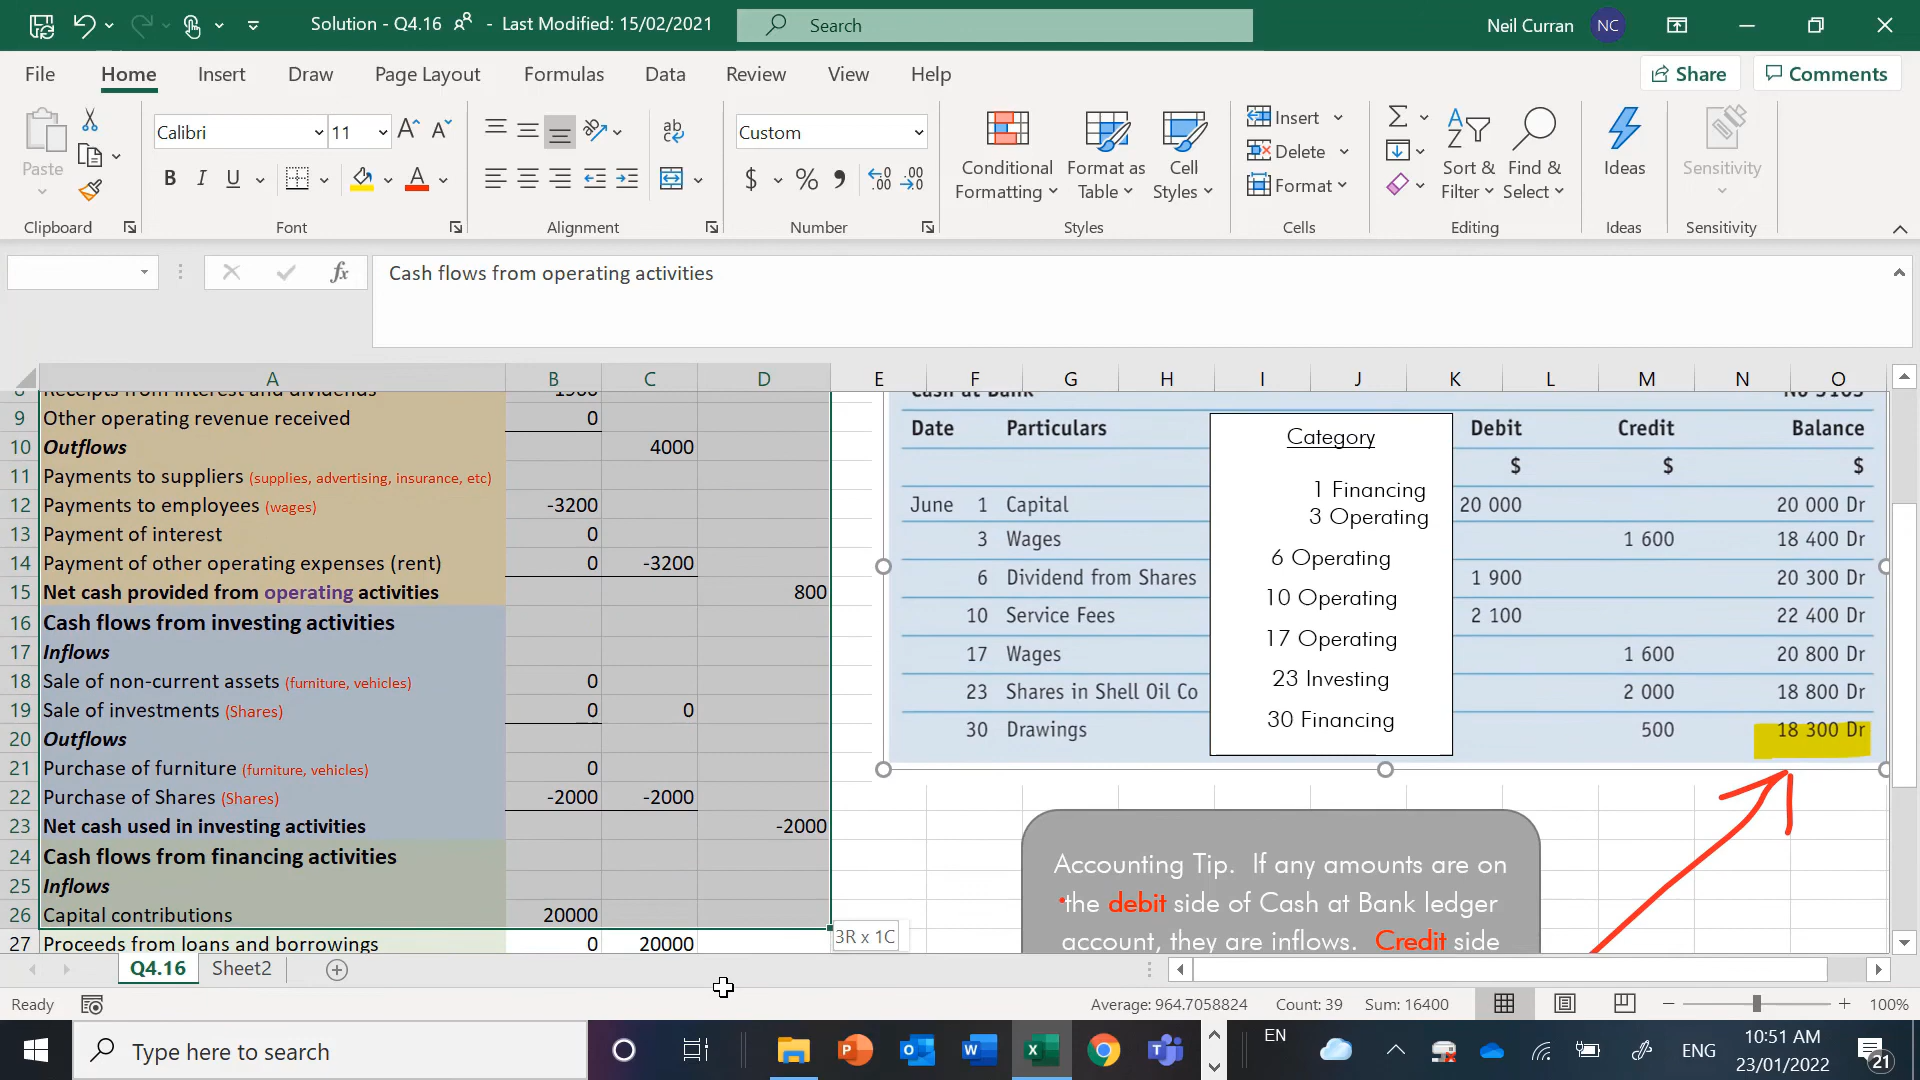 Solution - Q4.16 - Last Modified: 15/02/2021
Search
Neil Curran NC
File Home Insert Draw Page Layout Formulas Data Review View Help
Share Comments
Paste
Calibri 11
B I U
ab
Custom
$ % 9
Conditional Formatting
Format as Table
Cell Styles
Insert
Delete
Format
Sort & Filter
Find & Select
Ideas
Sensitivity
Clipboard Font Alignment Number Styles Cells Editing Ideas Sensitivity
fx Cash flows from operating activities
A B C D E F G H I J K L M N O
8 Receipts from interest and dividends 1900
9 Other operating revenue received 0
10 Outflows 4000
11 Payments to suppliers (supplies, advertising, insurance, etc)
12 Payments to employees (wages) -3200
13 Payment of interest 0
14 Payment of other operating expenses (rent) 0 -3200
15 Net cash provided from operating activities 800
16 Cash flows from investing activities
17 Inflows
18 Sale of non-current assets (furniture, vehicles) 0
19 Sale of investments (Shares) 0 0
20 Outflows
21 Purchase of furniture (furniture, vehicles) 0
22 Purchase of Shares (Shares) -2000 -2000
23 Net cash used in investing activities -2000
24 Cash flows from financing activities
25 Inflows
26 Capital contributions 20000
27 Proceeds from loans and borrowings 0 20000
3R x 1C
Cash at Bank No 3103
Date Particulars Debit Credit Balance
$ $ $
June 1 Capital 20 000 20 000 Dr
3 Wages 1 600 18 400 Dr
6 Dividend from Shares 1 900 20 300 Dr
10 Service Fees 2 100 22 400 Dr
17 Wages 1 600 20 800 Dr
23 Shares in Shell Oil Co 2 000 18 800 Dr
30 Drawings 500 18 300 Dr
Category
1 Financing
3 Operating
6 Operating
10 Operating
17 Operating
23 Investing
30 Financing
Accounting Tip. If any amounts are on
the debit side of Cash at Bank ledger
account, they are inflows. Credit side
Q4.16 Sheet2
Ready Average: 964.7058824 Count: 39 Sum: 16400 100%
Type here to search
EN
ENG
10:51 AM
23/01/2022
21